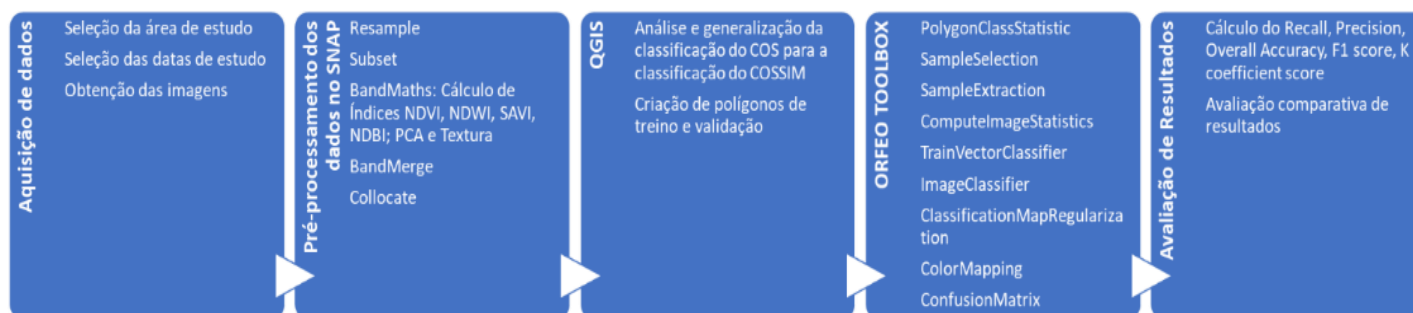 Aquisição de dados
Seleção da área de estudo
Seleção das datas de estudo
Obtenção das imagens
Pré-processamento dos
dados no SNAP
Resample
Subset
BandMaths: Cálculo de
Índices NDVI, NDWI, SAVI,
NDBI; PCA e Textura
BandMerge
Collocate
QGIS
Análise e generalização da
classificação do COS para a
classificação do COSSIM
Criação de polígonos de
treino e validação
ORFEO TOOLBOX
PolygonClassStatistic
SampleSelection
SampleExtraction
ComputeImageStatistics
TrainVectorClassifier
ImageClassifier
ClassificationMapRegulariza
tion
ColorMapping
ConfusionMatrix
Avaliação de Resultados
Cálculo do Recall, Precision,
Overall Accuracy, F1 score, K
coefficient score
Avaliação comparativa de
resultados